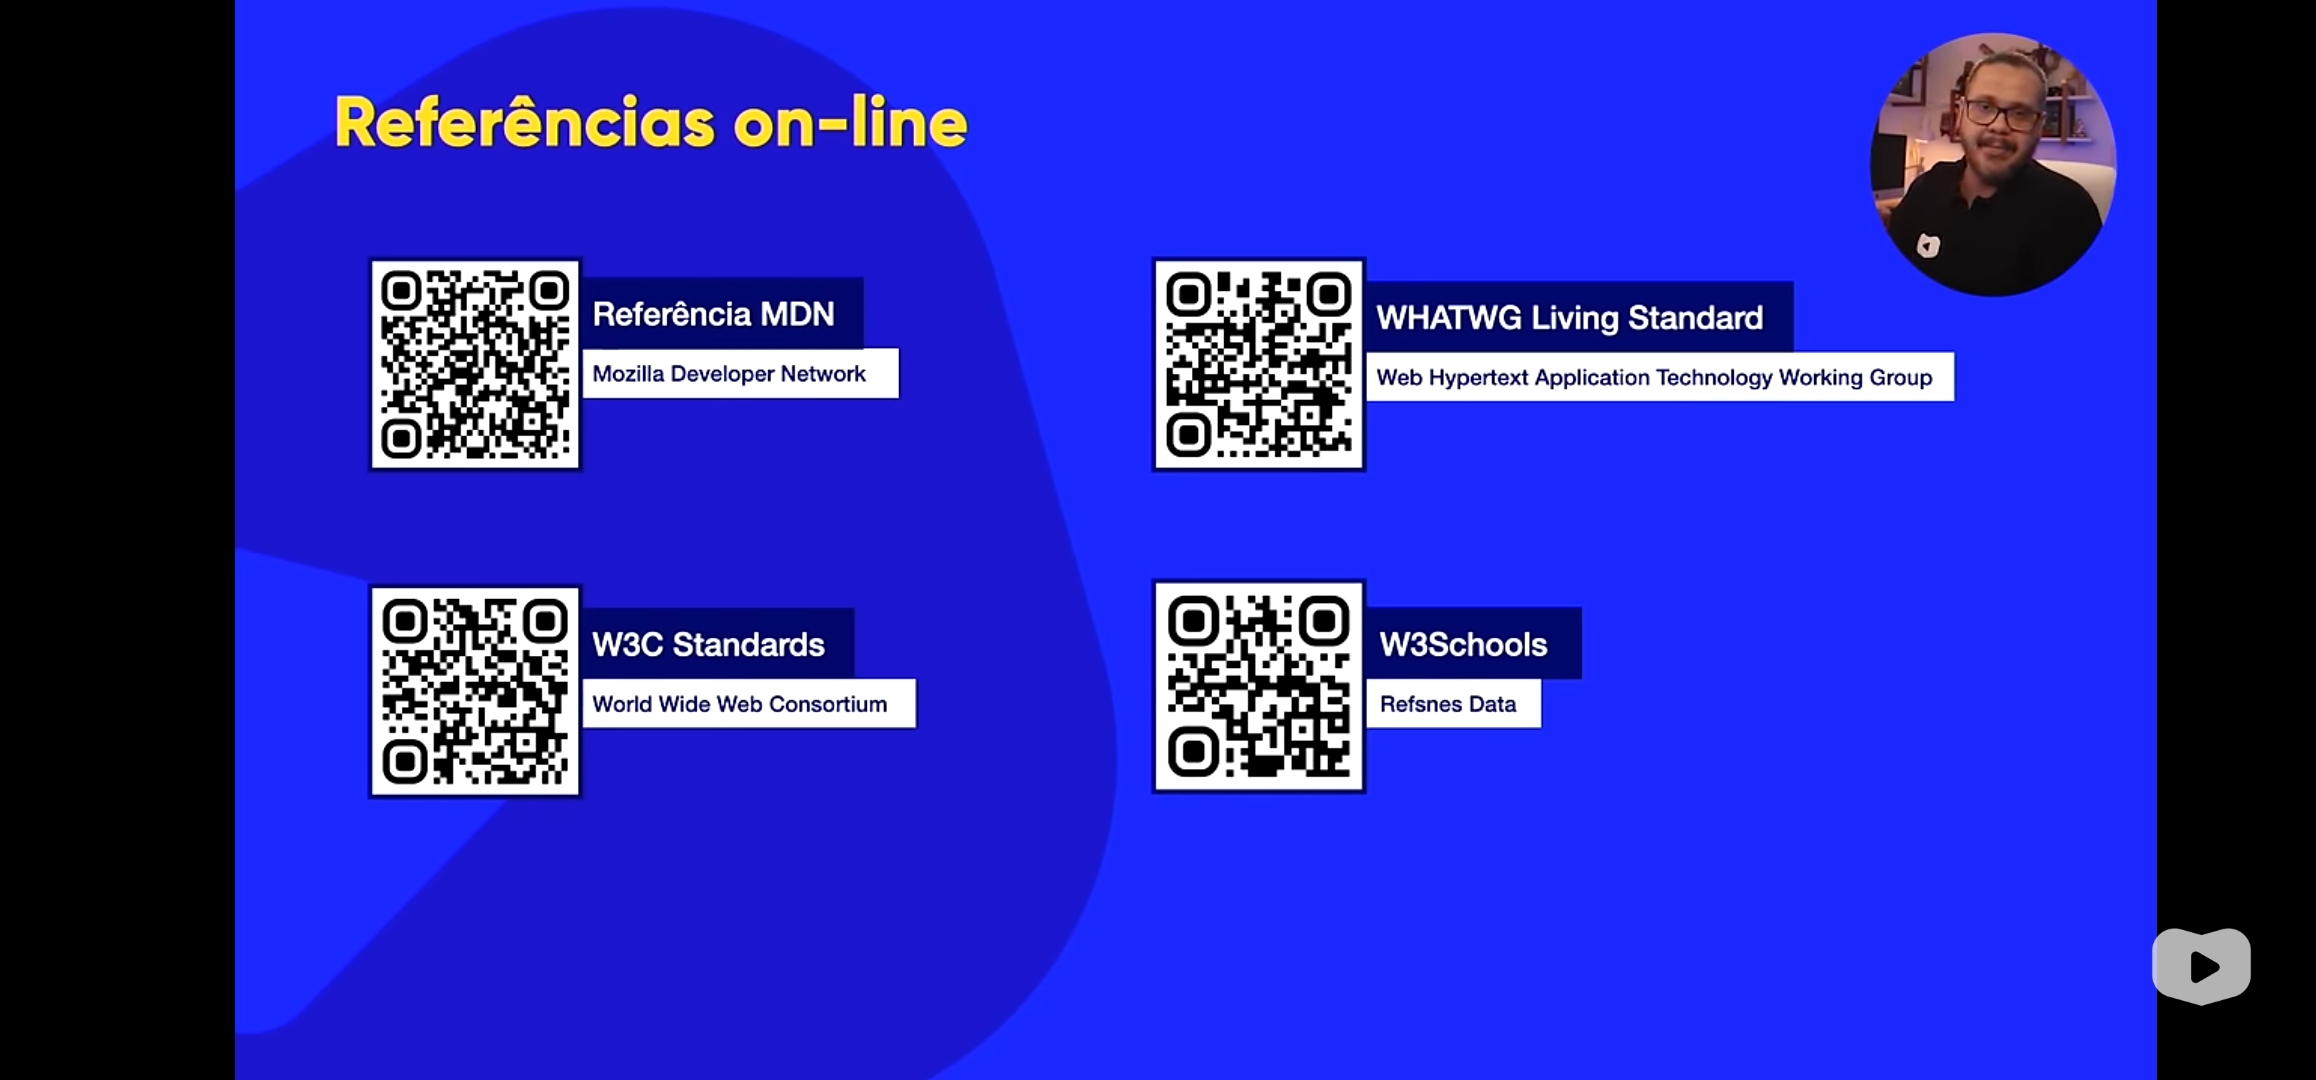 Referências on-line
Referência MDN
Mozilla Developer Network
WHATWG Living Standard
Web Hypertext Application Technology Working Group
W3C Standards
World Wide Web Consortium
W3Schools
Refsnes Data